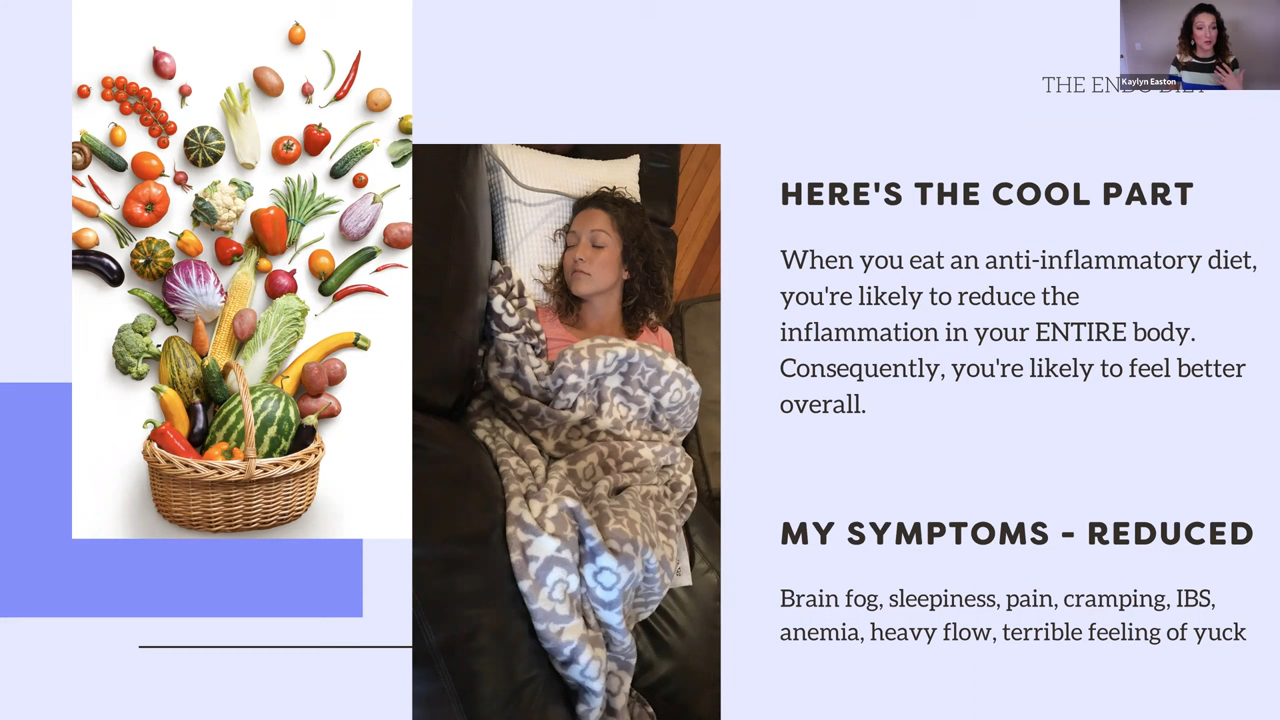 THE ENDO DIET
Kaylyn Easton
HERE'S THE COOL PART
When you eat an anti-inflammatory diet,
you're likely to reduce the
inflammation in your ENTIRE body.
Consequently, you're likely to feel better
overall.
MY SYMPTOMS - REDUCED
Brain fog, sleepiness, pain, cramping, IBS,
anemia, heavy flow, terrible feeling of yuck